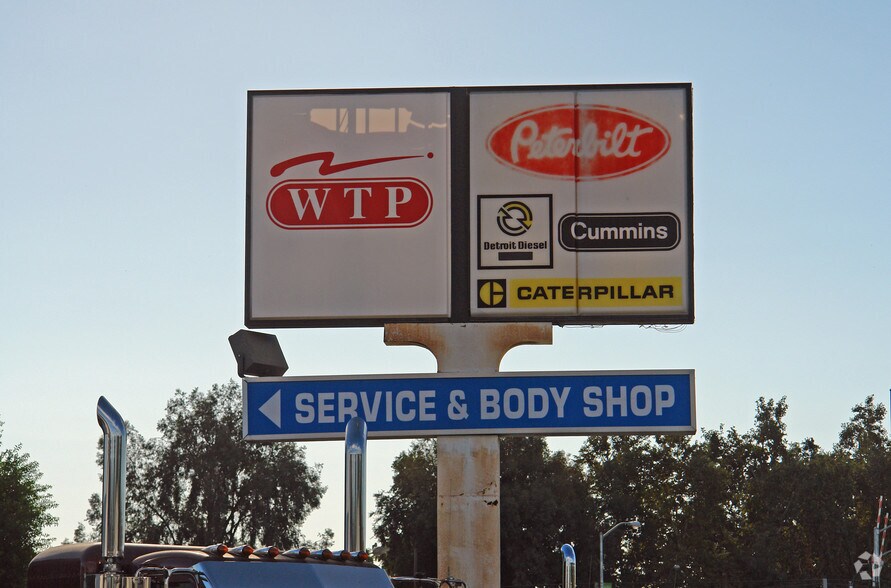 WTP
Peterbilt
Detroit Diesel
Cummins
C CATERPILLAR
SERVICE & BODY SHOP